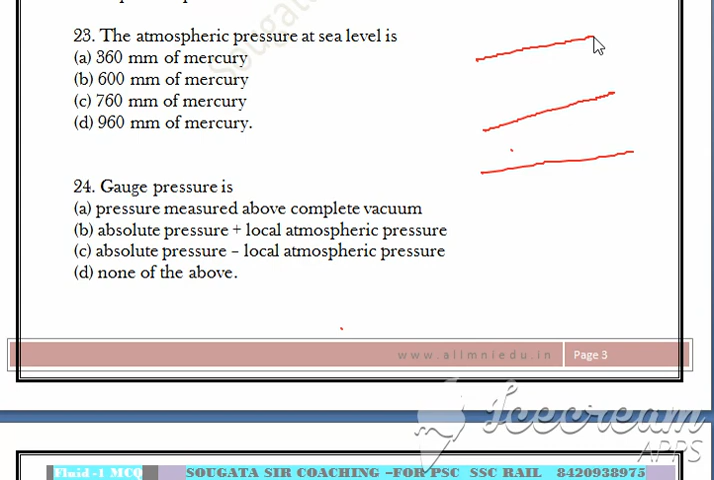 Souga
23. The atmospheric pressure at sea level is
(a) 360 mm of mercury
(b) 600 mm of mercury
(c) 760 mm of mercury
(d) 960 mm of mercury.
24. Gauge pressure is
(a) pressure measured above complete vacuum
(b) absolute pressure + local atmospheric pressure
(c) absolute pressure – local atmospheric pressure
(d) none of the above.
www.allmniedu.in Page 3
Icecream
APPS
Fluid -1 MCQ SOUGATA SIR COACHING –FOR PSC SSC RAIL 8420938975